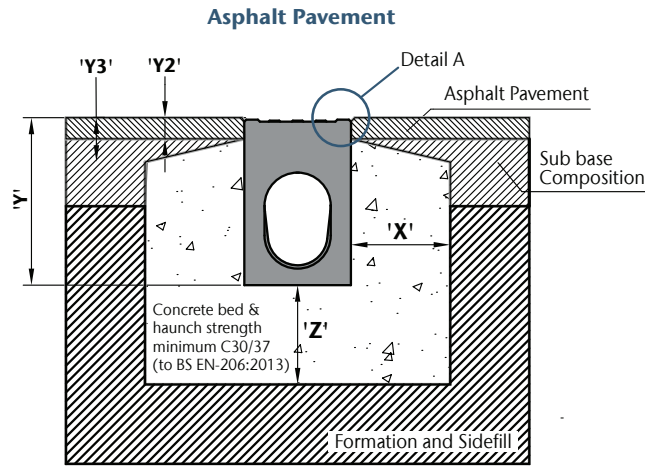 Asphalt Pavement
'Y3' 'Y2'
Detail A
Asphalt Pavement
Sub base
Composition
'Y'
'X'
'Z'
Concrete bed &
haunch strength
minimum C30/37
(to BS EN-206:2013)
Formation and Sidefill